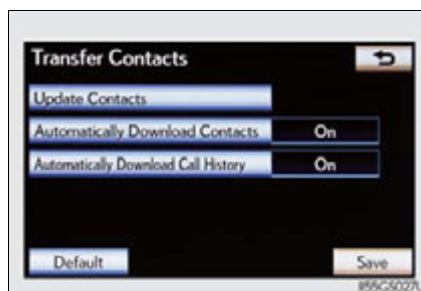 Transfer Contacts
Update Contacts
Automatically Download Contacts On
Automatically Download Call History On
Default Save